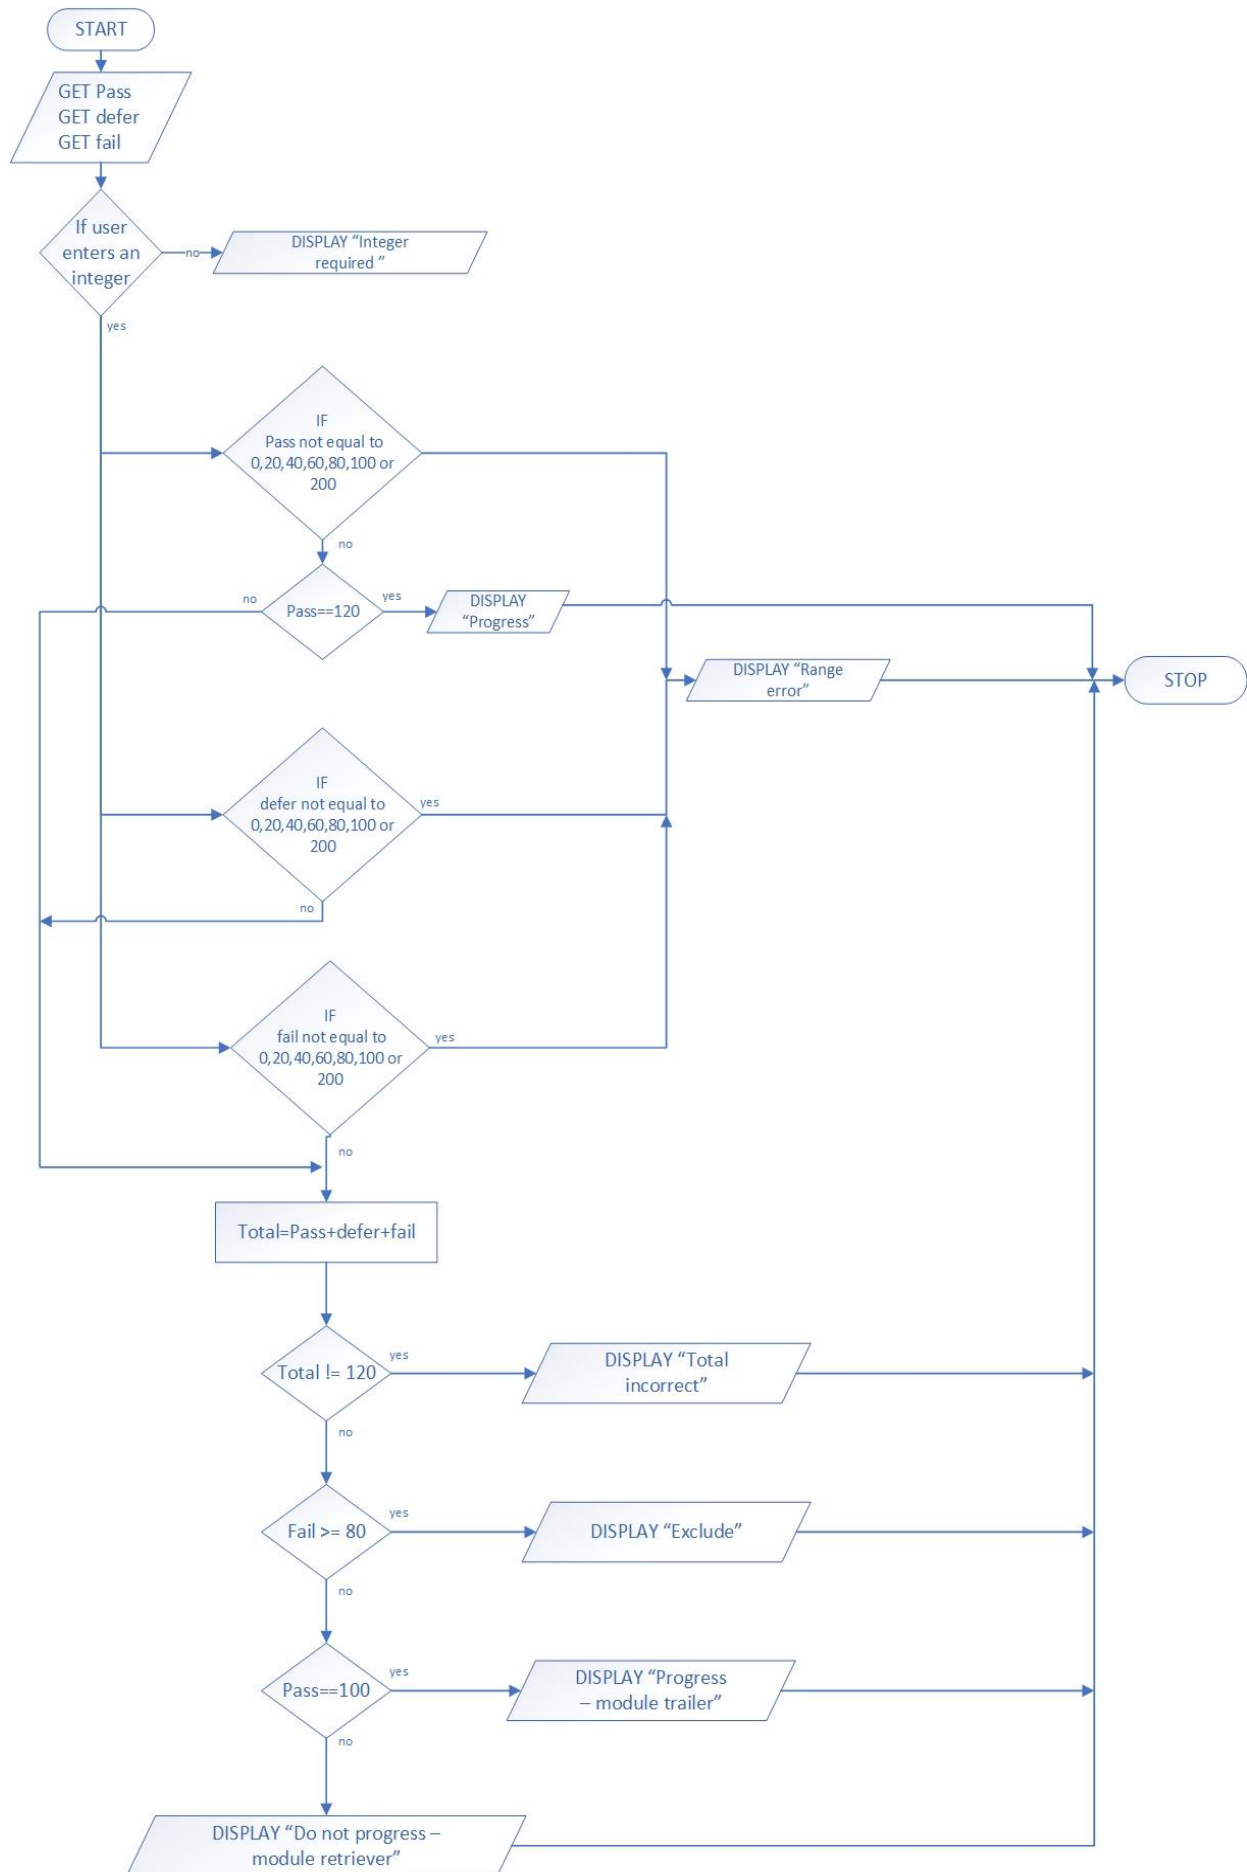 START
GET Pass
GET defer
GET fail
If user
enters an
integer
no
DISPLAY “Integer
required ”
yes
IF
Pass not equal to
0,20,40,60,80,100 or
200
no
no
Pass==120
yes
DISPLAY
“Progress”
DISPLAY “Range
error”
STOP
IF
defer not equal to
0,20,40,60,80,100 or
200
yes
no
IF
fail not equal to
0,20,40,60,80,100 or
200
yes
no
Total=Pass+defer+fail
Total != 120
yes
DISPLAY “Total
incorrect”
no
Fail >= 80
yes
DISPLAY “Exclude”
no
Pass==100
yes
DISPLAY “Progress
– module trailer”
no
DISPLAY “Do not progress –
module retriever”